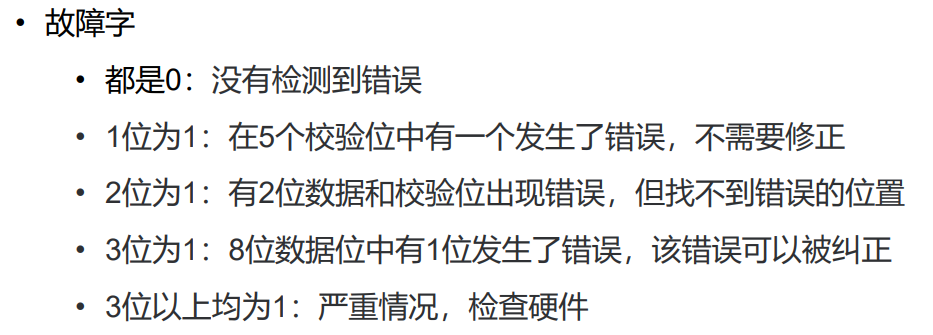 • 故障字
• 都是0：没有检测到错误
• 1位为1：在5个校验位中有一个发生了错误，不需要修正
• 2位为1：有2位数据和校验位出现错误，但找不到错误的位置
• 3位为1：8位数据位中有1位发生了错误，该错误可以被纠正
• 3位以上均为1：严重情况，检查硬件